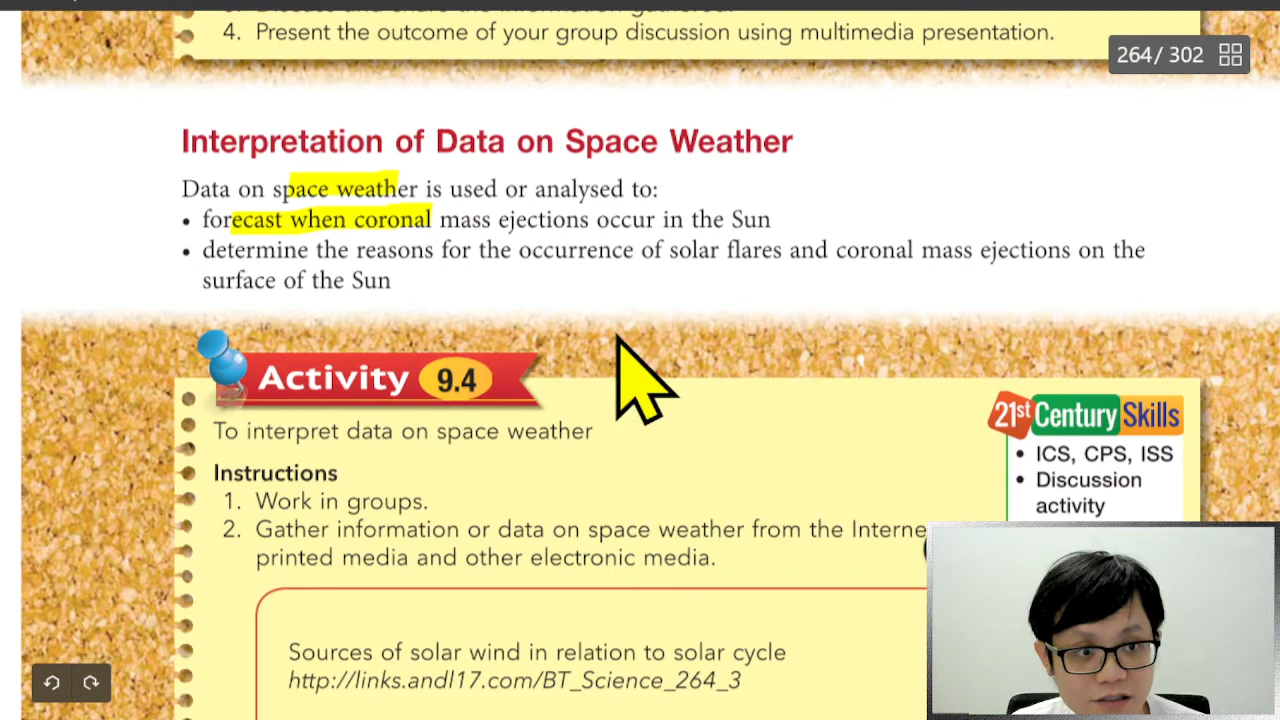 4. Present the outcome of your group discussion using multimedia presentation.
264/ 302
Interpretation of Data on Space Weather
Data on space weather is used or analysed to:
• forecast when coronal mass ejections occur in the Sun
• determine the reasons for the occurrence of solar flares and coronal mass ejections on the
surface of the Sun
Activity 9.4
To interpret data on space weather
Instructions
1. Work in groups.
2. Gather information or data on space weather from the Interne
printed media and other electronic media.
21st Century Skills
• ICS, CPS, ISS
• Discussion
activity
Sources of solar wind in relation to solar cycle
http://links.andl17.com/BT_Science_264_3